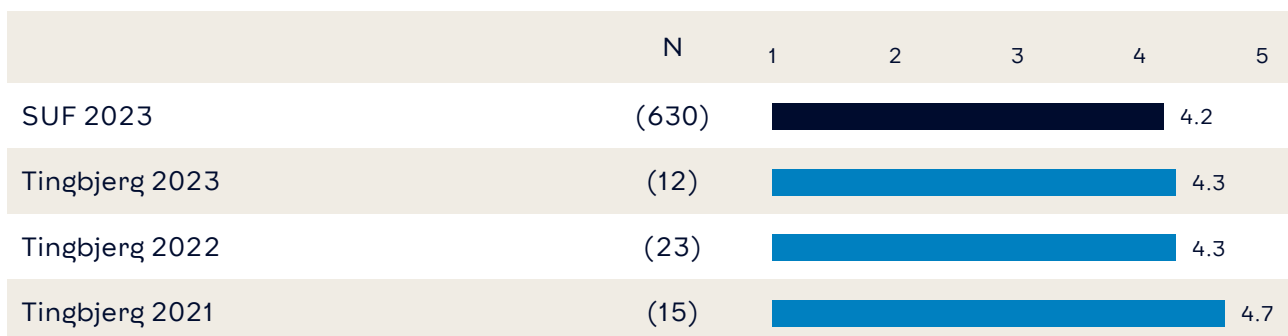 N 1 2 3 4 5
SUF 2023 (630) 4.2
Tingbjerg 2023 (12) 4.3
Tingbjerg 2022 (23) 4.3
Tingbjerg 2021 (15) 4.7